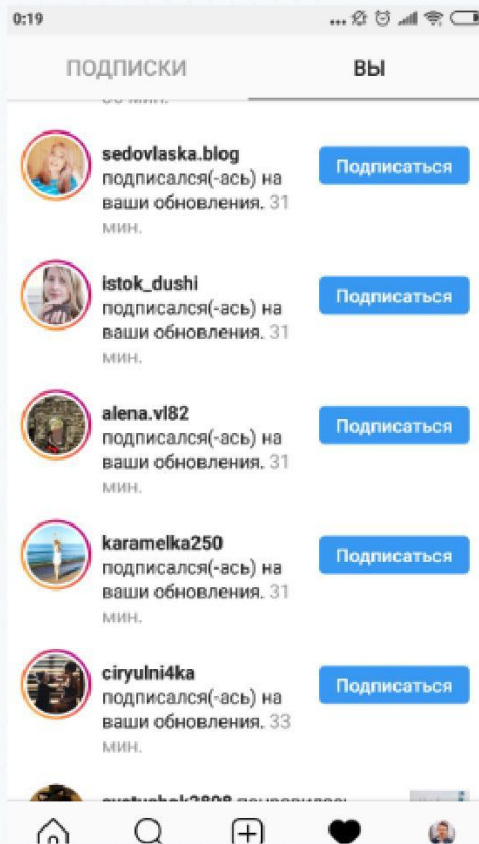 0:19
ПОДПИСКИ
ВЫ
sedovlaska.blog
подписался(-ась) на
ваши обновления. 31
мин.
Подписаться
istok_dushi
подписался(-ась) на
ваши обновления. 31
мин.
Подписаться
alena.vl82
подписался(-ась) на
ваши обновления. 31
мин.
Подписаться
karamelka250
подписался(-ась) на
ваши обновления. 31
мин.
Подписаться
ciryulni4ka
подписался(-ась) на
ваши обновления. 33
мин.
Подписаться